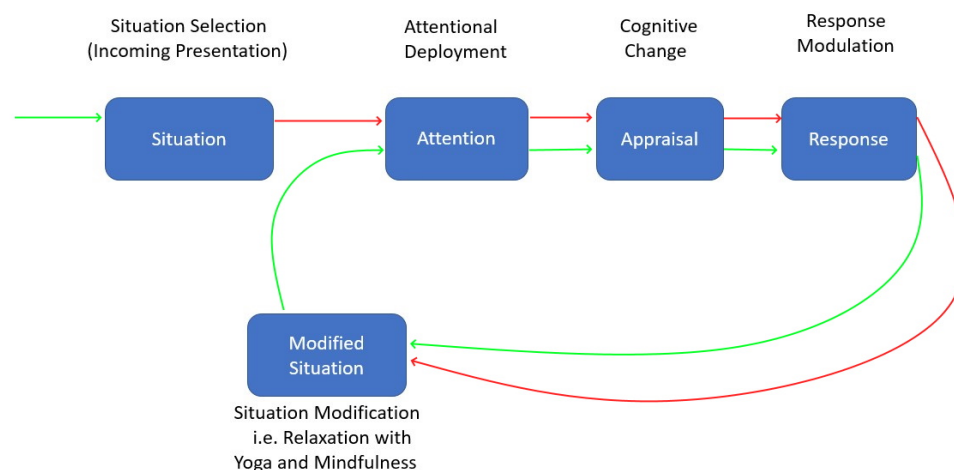 Situation Selection
(Incoming Presentation)
Attentional
Deployment
Cognitive
Change
Response
Modulation
Situation
Attention
Appraisal
Response
Modified
Situation
Situation Modification
i.e. Relaxation with
Yoga and Mindfulness